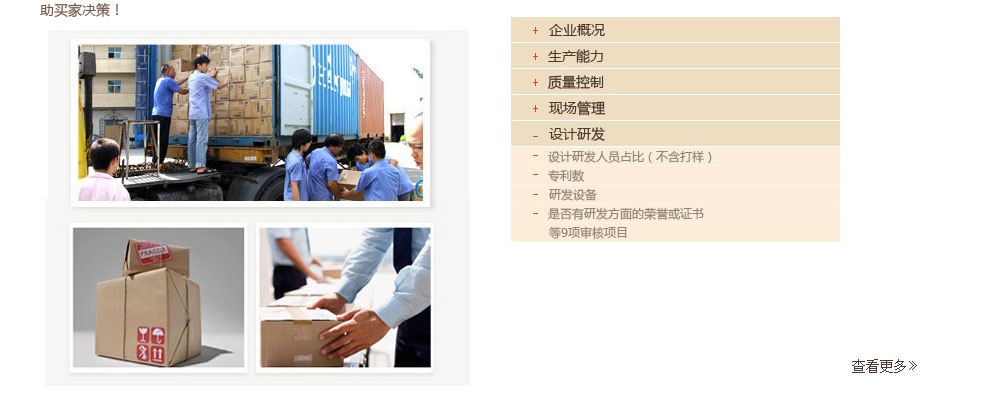 助买家决策！
+ 企业概况
+ 生产能力
+ 质量控制
+ 现场管理
- 设计研发
- 设计研发人员占比（不含打样）
- 专利数
- 研发设备
- 是否有研发方面的荣誉或证书
等9项审核项目
FRAGILE
查看更多》